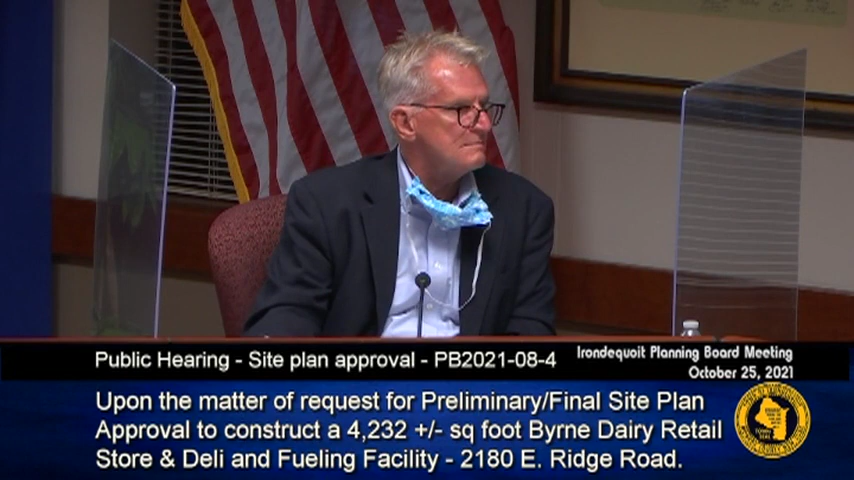 Public Hearing - Site plan approval - PB2021-08-4
Irondequoit Planning Board Meeting
October 25, 2021
Upon the matter of request for Preliminary/Final Site Plan
Approval to construct a 4,232 +/- sq foot Byrne Dairy Retail
Store & Deli and Fueling Facility - 2180 E. Ridge Road.